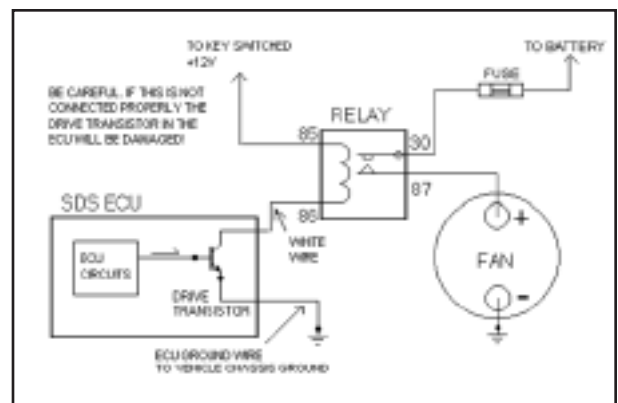 TO KEY SWITCHED
+12V
TO BATTERY
FUSE
BE CAREFUL. IF THIS IS NOT
CONNECTED PROPERLY THE
DRIVE TRANSISTOR IN THE
ECU WILL BE DAMAGED!
RELAY
85
30
87
86
SDS ECU
WHITE
WIRE
+
FAN
-
ECU
CIRCUITS
DRIVE
TRANSISTOR
ECU GROUND WIRE
TO VEHICLE CHASSIS GROUND